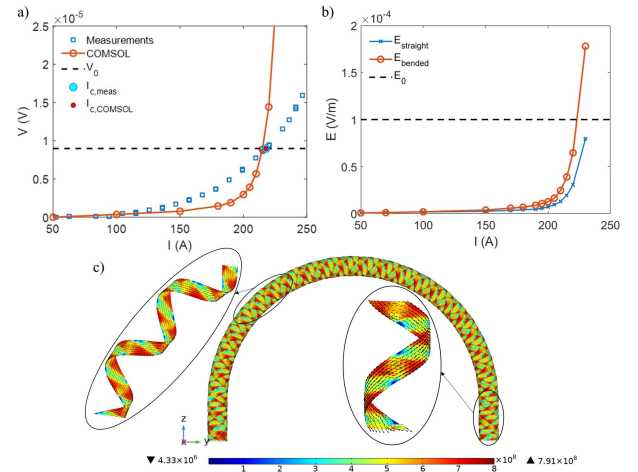 a)
×10⁻⁵
2.5
2
1.5
1
0.5
0
V (V)
50
100
150
200
250
I (A)
Measurements
COMSOL
V₀
I_c,meas
I_c,COMSOL
b)
×10⁻⁴
2
1.5
1
0.5
0
E (V/m)
50
100
150
200
250
I (A)
E_straight
E_bended
E₀
c)
z
x
y
▼ 4.33×10⁶
1 2 3 4 5 6 7 8
×10⁸
▲ 7.91×10⁸